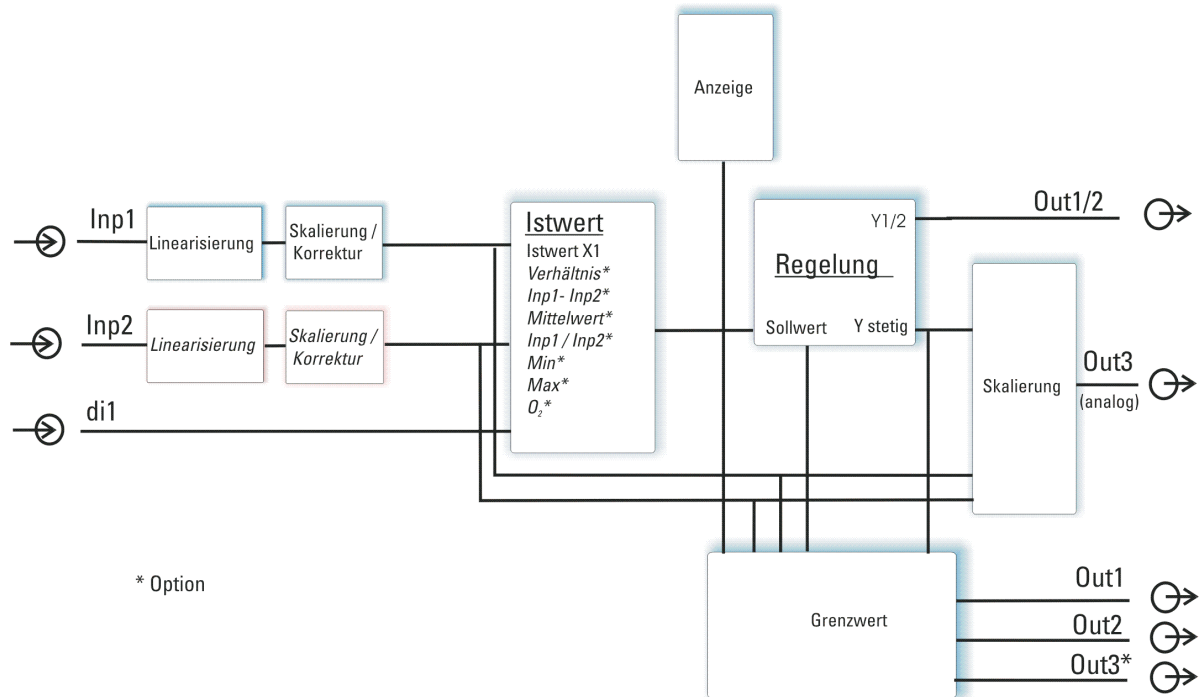 Anzeige
Inp1
Linearisierung
Skalierung /
Korrektur
Inp2
Linearisierung
Skalierung /
Korrektur
di1
Istwert
Istwert X1
Verhältnis*
Inp1- Inp2*
Mittelwert*
Inp1 / Inp2*
Min*
Max*
O₂*
Y1/2
Regelung
Sollwert Y stetig
Out1/2
Skalierung
Out3
(analog)
* Option
Grenzwert
Out1
Out2
Out3*